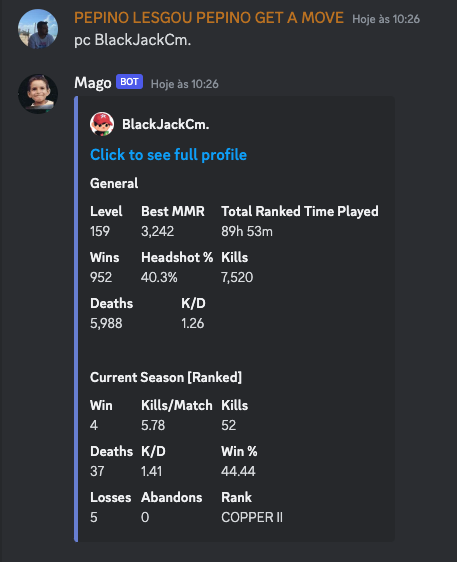 PEPINO LESGOU PEPINO GET A MOVE Hoje às 10:26
pc BlackJackCm.
Mago BOT Hoje às 10:26
BlackJackCm.
Click to see full profile
General
Level Best MMR Total Ranked Time Played
159 3,242 89h 53m
Wins Headshot % Kills
952 40.3% 7,520
Deaths K/D
5,988 1.26
Current Season [Ranked]
Win Kills/Match Kills
4 5.78 52
Deaths K/D Win %
37 1.41 44.44
Losses Abandons Rank
5 0 COPPER II